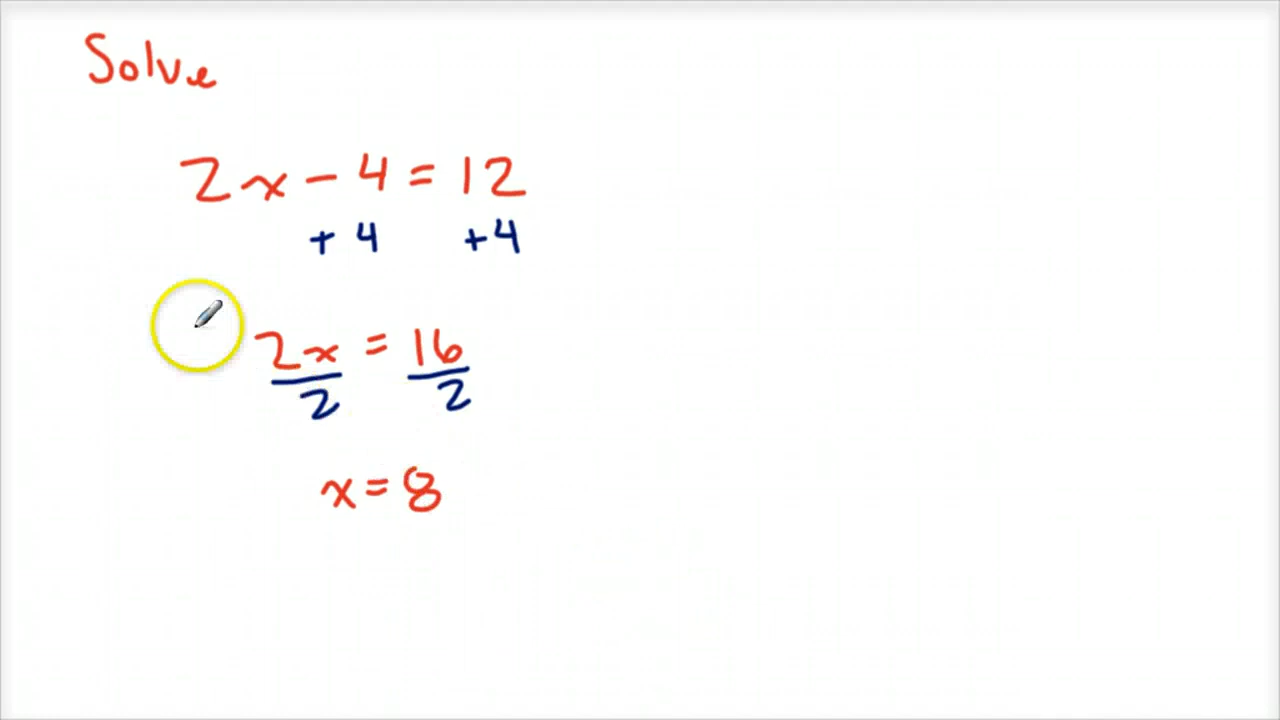 Solve
2x - 4 = 12
+ 4 +4
2x = 16
2 2
x = 8